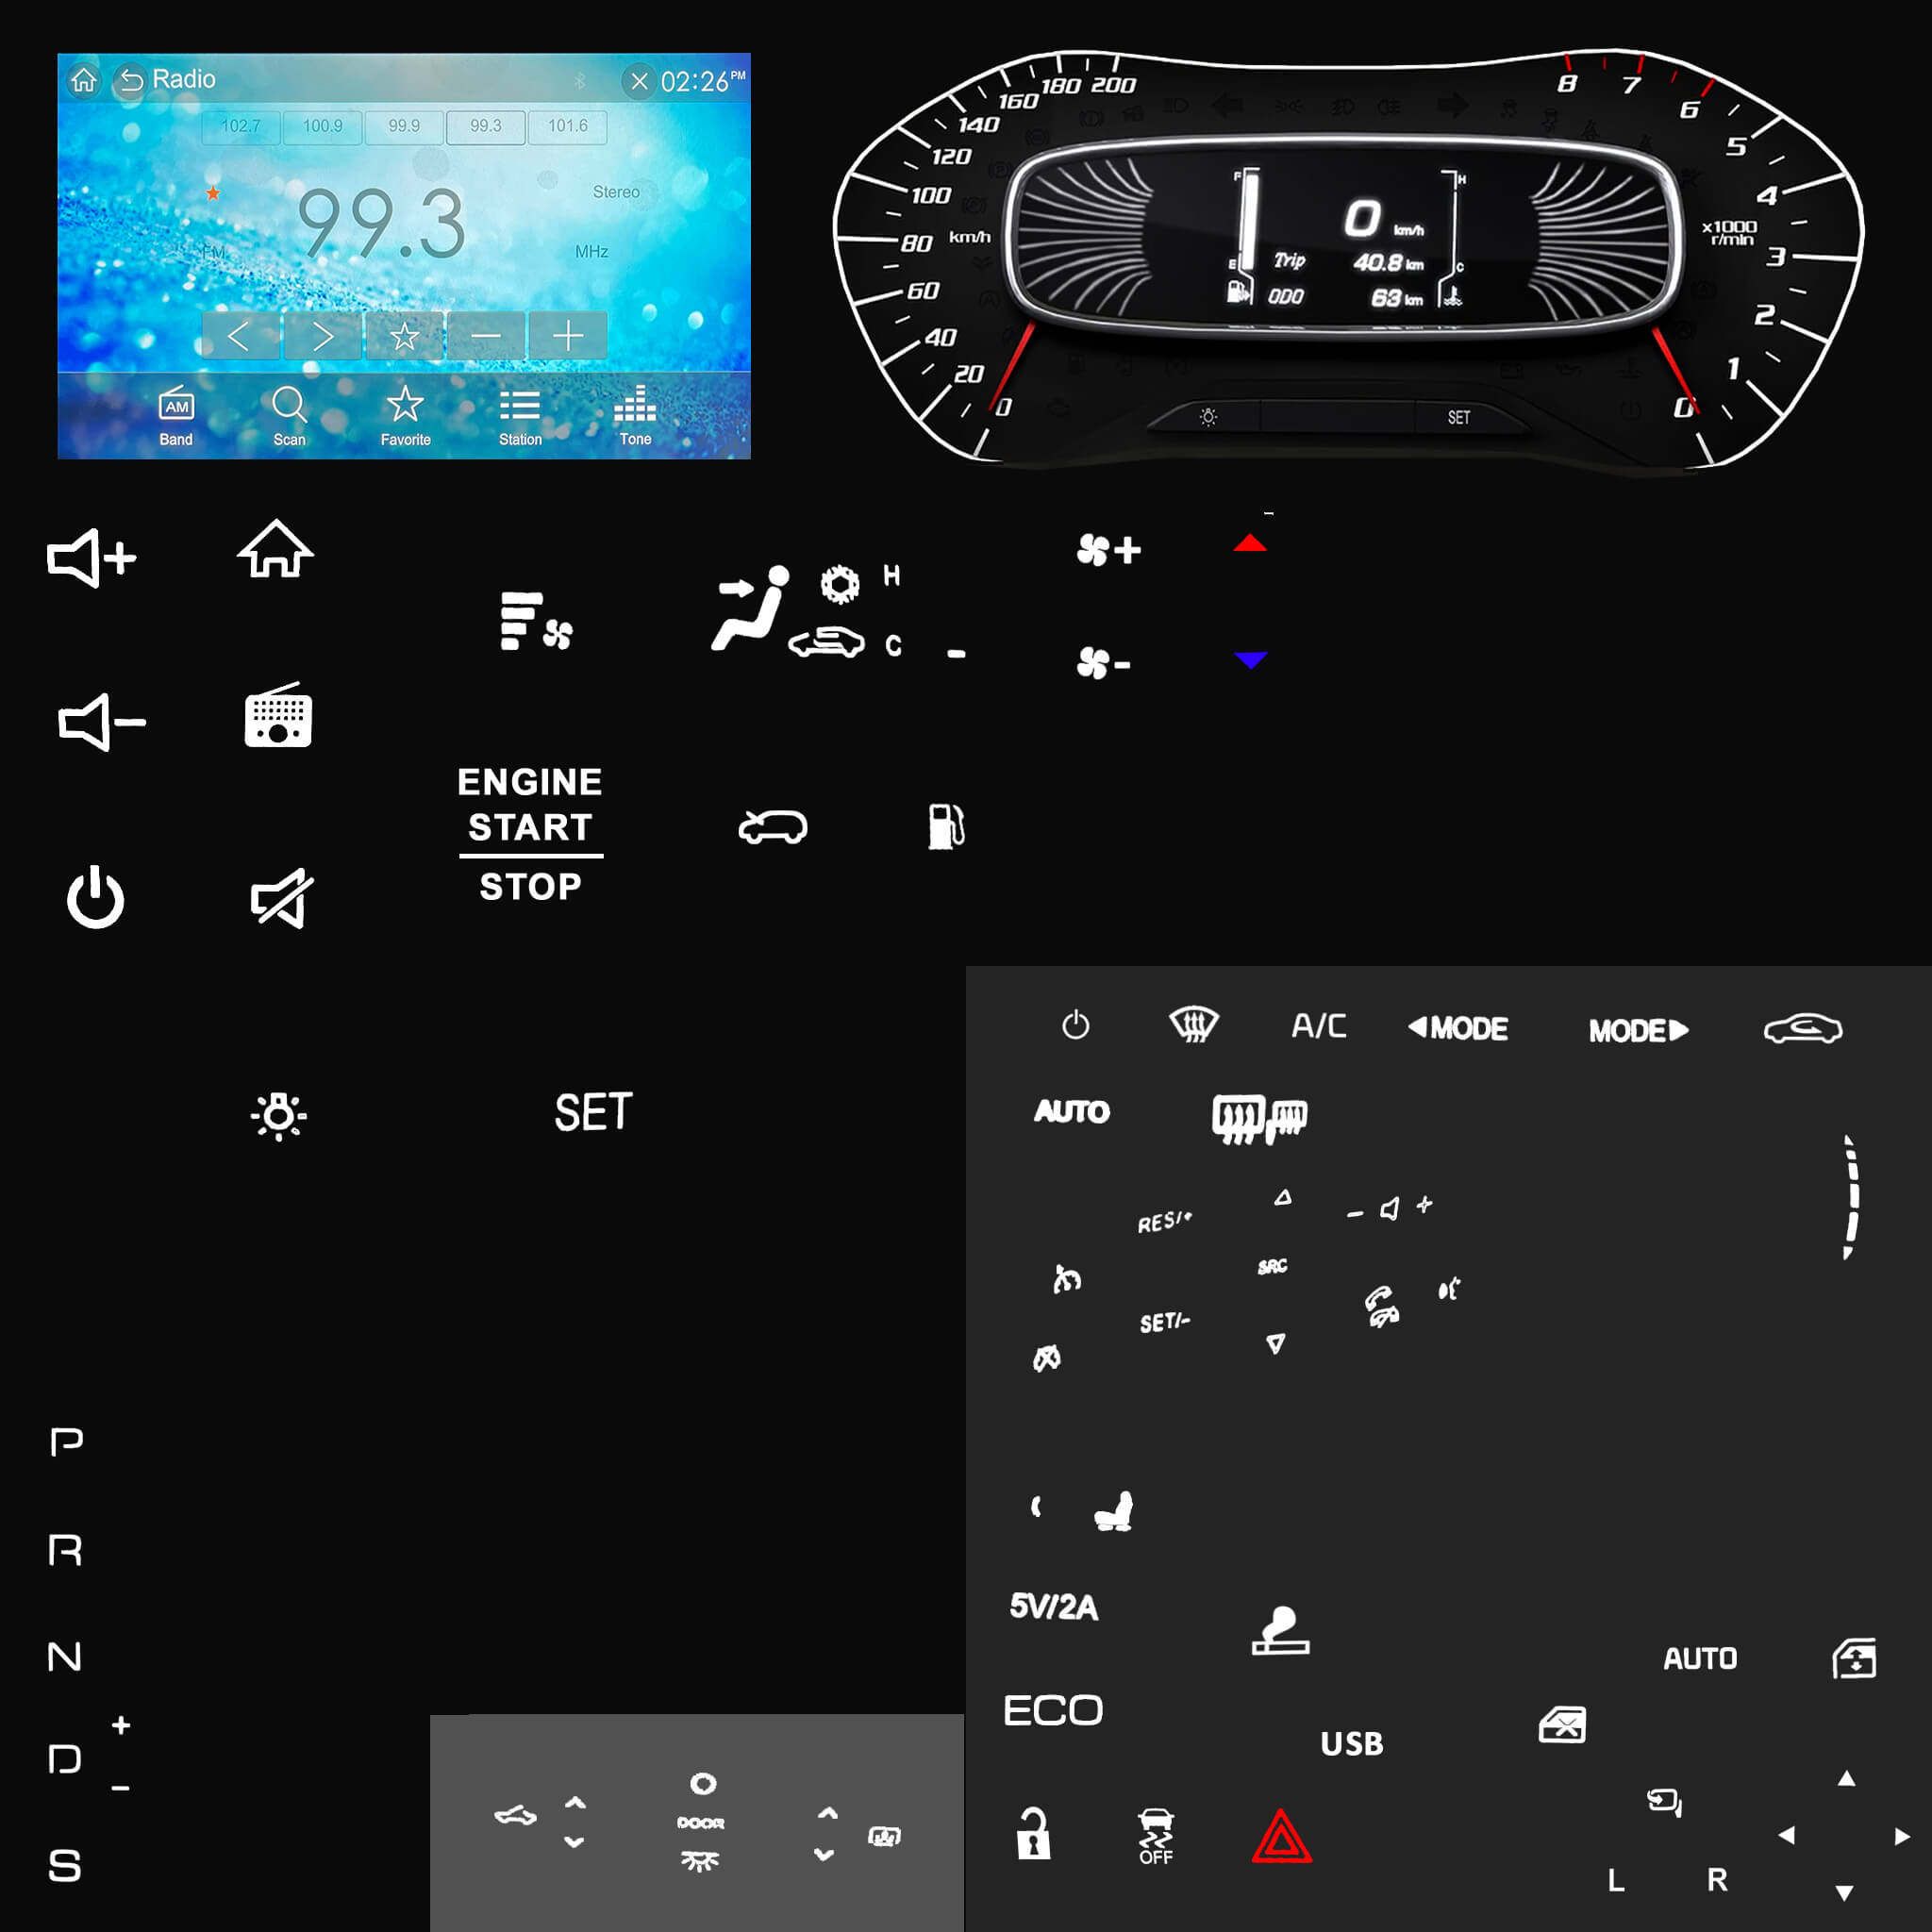 Radio
02:26 PM
102.7 100.9 99.9 99.3 101.6
99.3
Stereo
FM
MHz
AM
Band Scan Favorite Station Tone
0 20 40 60 80 100 120 140 160 180 200
km/h
F
E
0 km/h
Trip 40.8 km
ODO 63 km
H
C
8 7 6 5 4 3 2 1 0
x1000
r/min
SET
H
C
ENGINE
START
STOP
SET
P
R
N
D
S
+
-
DOOR
A/C
MODE
MODE
AUTO
RES/+
- +
SRC
SET/-
5V/2A
AUTO
ECO
USB
OFF
L R